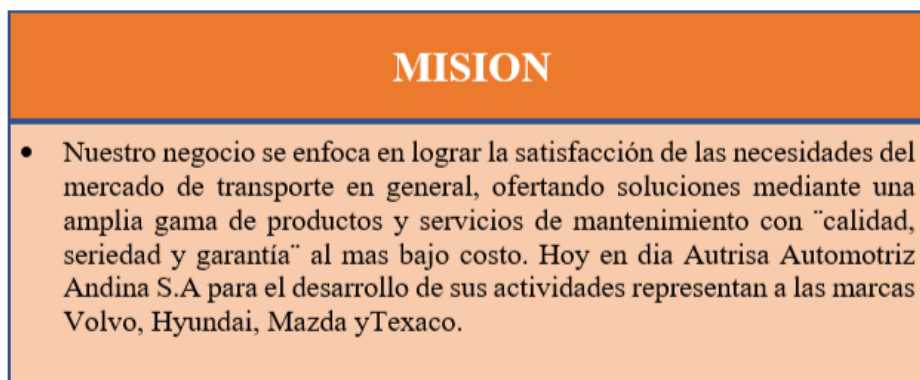 MISION
• Nuestro negocio se enfoca en lograr la satisfacción de las necesidades del
mercado de transporte en general, ofertando soluciones mediante una
amplia gama de productos y servicios de mantenimiento con ¨calidad,
seriedad y garantía¨ al mas bajo costo. Hoy en dia Autrisa Automotriz
Andina S.A para el desarrollo de sus actividades representan a las marcas
Volvo, Hyundai, Mazda yTexaco.